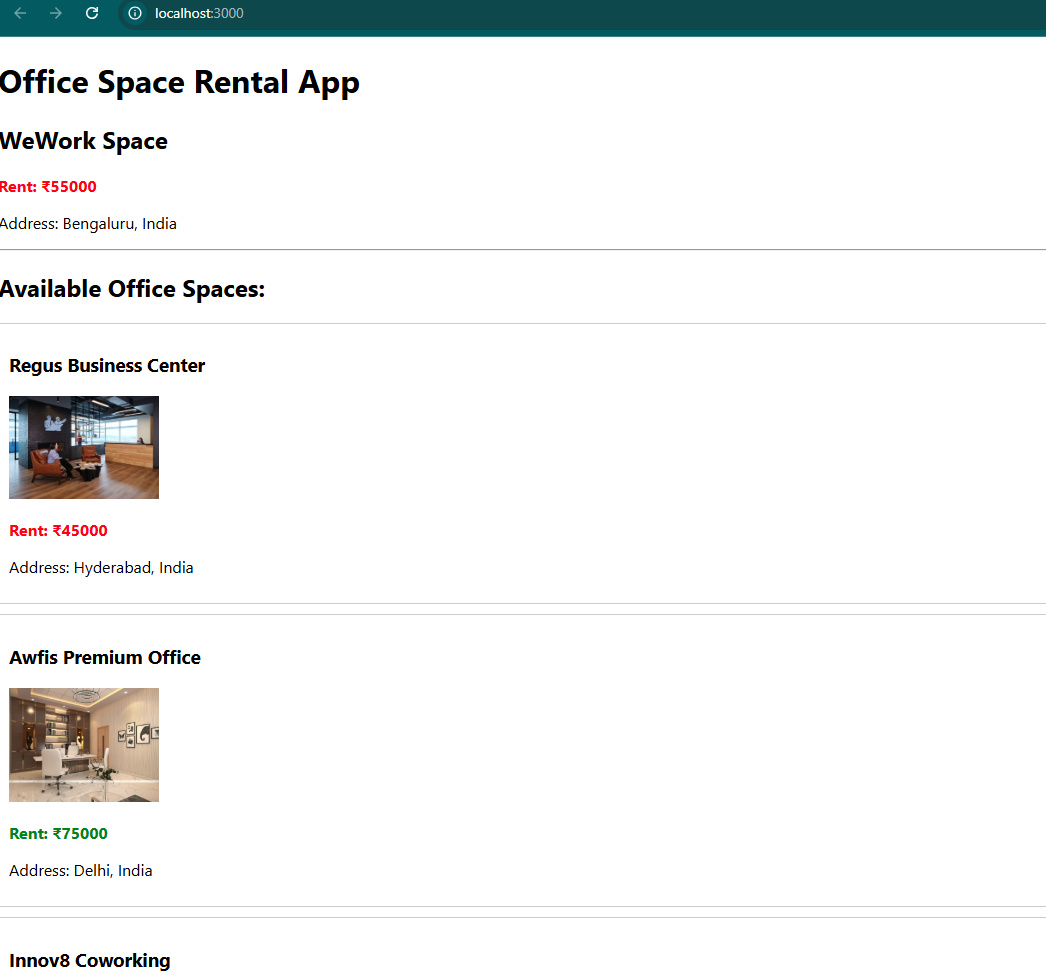 localhost:3000
Office Space Rental App
WeWork Space
Rent: ₹55000
Address: Bengaluru, India
Available Office Spaces:
Regus Business Center
Rent: ₹45000
Address: Hyderabad, India
Awfis Premium Office
Rent: ₹75000
Address: Delhi, India
Innov8 Coworking